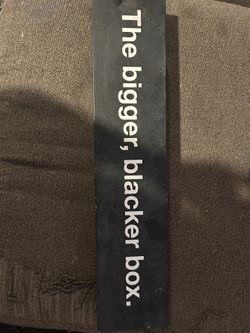 The bigger, blacker box.